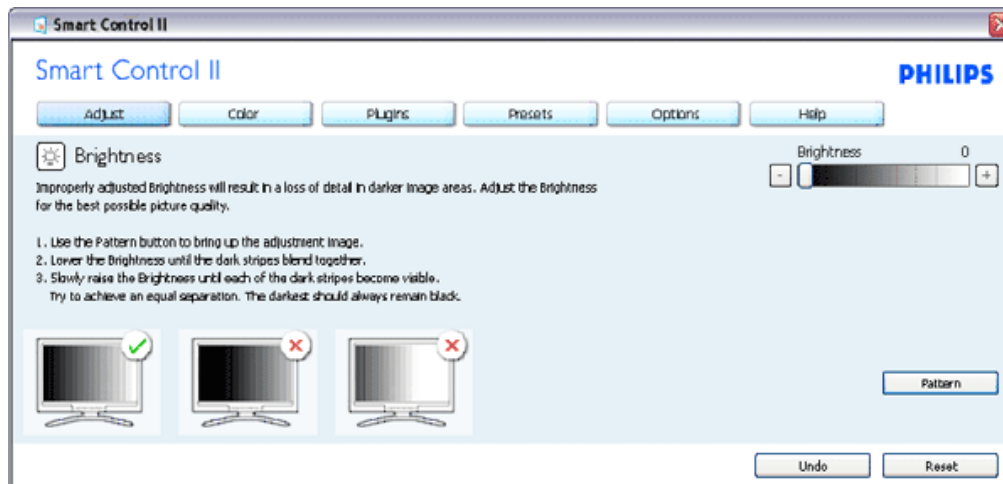 Smart Control II
Smart Control II
PHILIPS
Adjust Color Plugins Presets Options Help
Brightness
Brightness 0
Improperly adjusted Brightness will result in a loss of detail in darker image areas. Adjust the Brightness
for the best possible picture quality.
- +
1. Use the Pattern button to bring up the adjustment image.
2. Lower the Brightness until the dark stripes blend together.
3. Slowly raise the Brightness until each of the dark stripes become visible.
Try to achieve an equal separation. The darkest should always remain black.
Pattern
Undo Reset